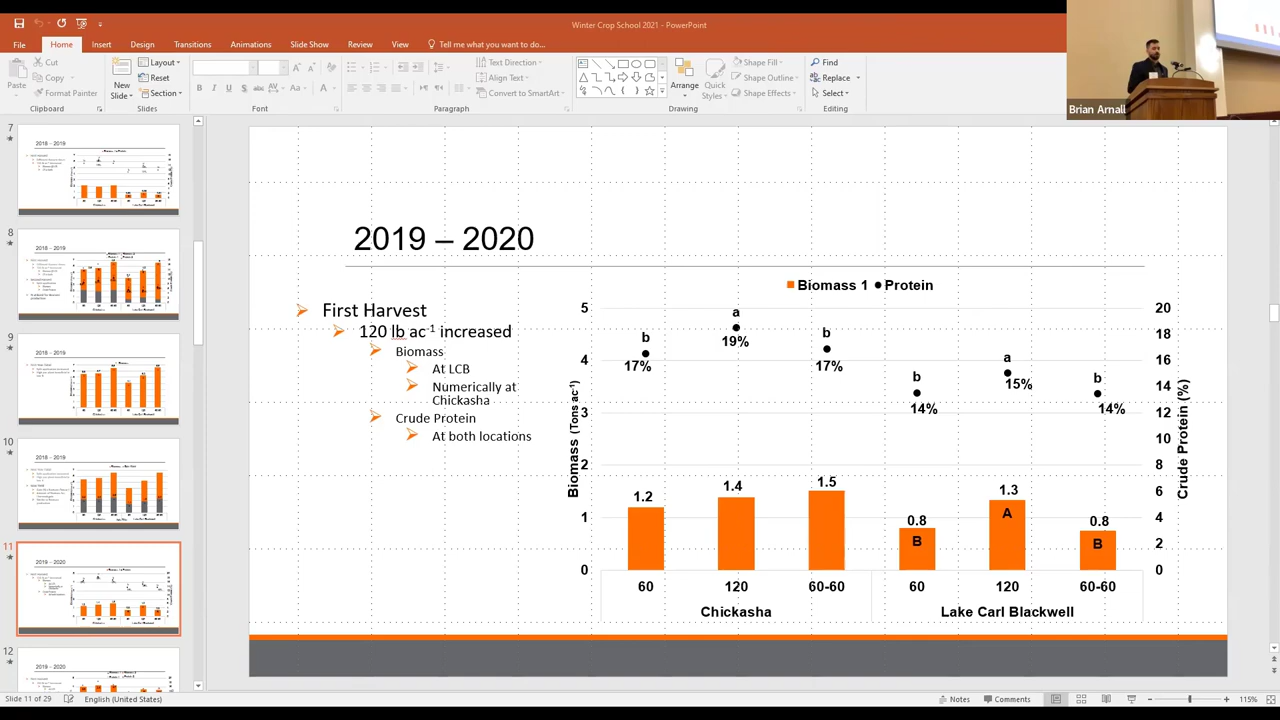 Winter Crop School 2021 - PowerPoint
File Home Insert Design Transitions Animations Slide Show Review View Tell me what you want to do...
Paste
Cut
Copy
Format Painter
Clipboard
New Slide
Layout
Reset
Section
Slides
Font
Text Direction
Align Text
Convert to SmartArt
Paragraph
Arrange
Quick Styles
Shape Fill
Shape Outline
Shape Effects
Drawing
Find
Replace
Select
Editing
Brian Arnall
7
2018 – 2019
8
2018 – 2019
9
10
11
2019 – 2020
12
2019 – 2020
2019 – 2020
First Harvest
120 lb ac-1 increased
Biomass
At LCB
Numerically at
Chickasha
Crude Protein
At both locations
Biomass 1 Protein
Biomass (Tons ac-1)
5
4
3
2
1
0
b
17%
a
19%
b
17%
b
14%
a
15%
b
14%
1.2
1.4
1.5
0.8
B
1.3
A
0.8
B
60 120 60-60 60 120 60-60
Chickasha Lake Carl Blackwell
20
18
16
14
12
10
8
6
4
2
0
Crude Protein (%)
Slide 11 of 29 English (United States) Notes Comments 115%